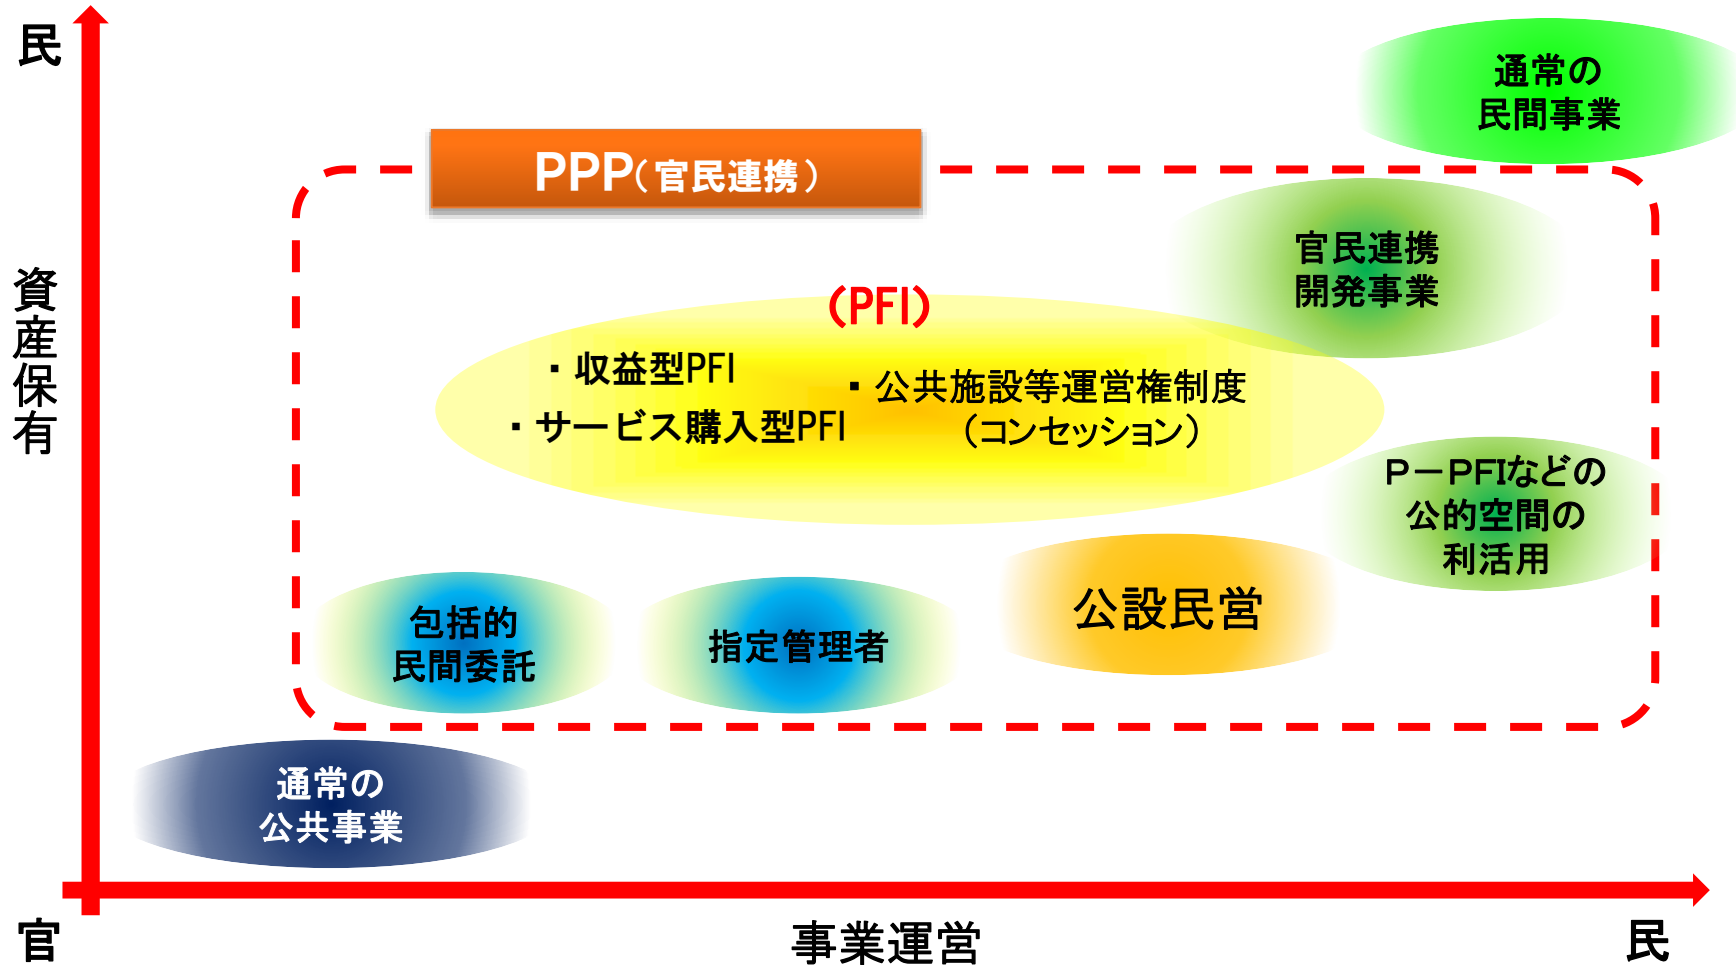 民
通常の
民間事業
PPP(官民連携)
官民連携
開発事業
資産保有
(PFI)
・収益型PFI
・サービス購入型PFI
・公共施設等運営権制度
(コンセッション)
P-PFIなどの
公的空間の
利活用
公設民営
包括的
民間委託
指定管理者
通常の
公共事業
官
事業運営
民